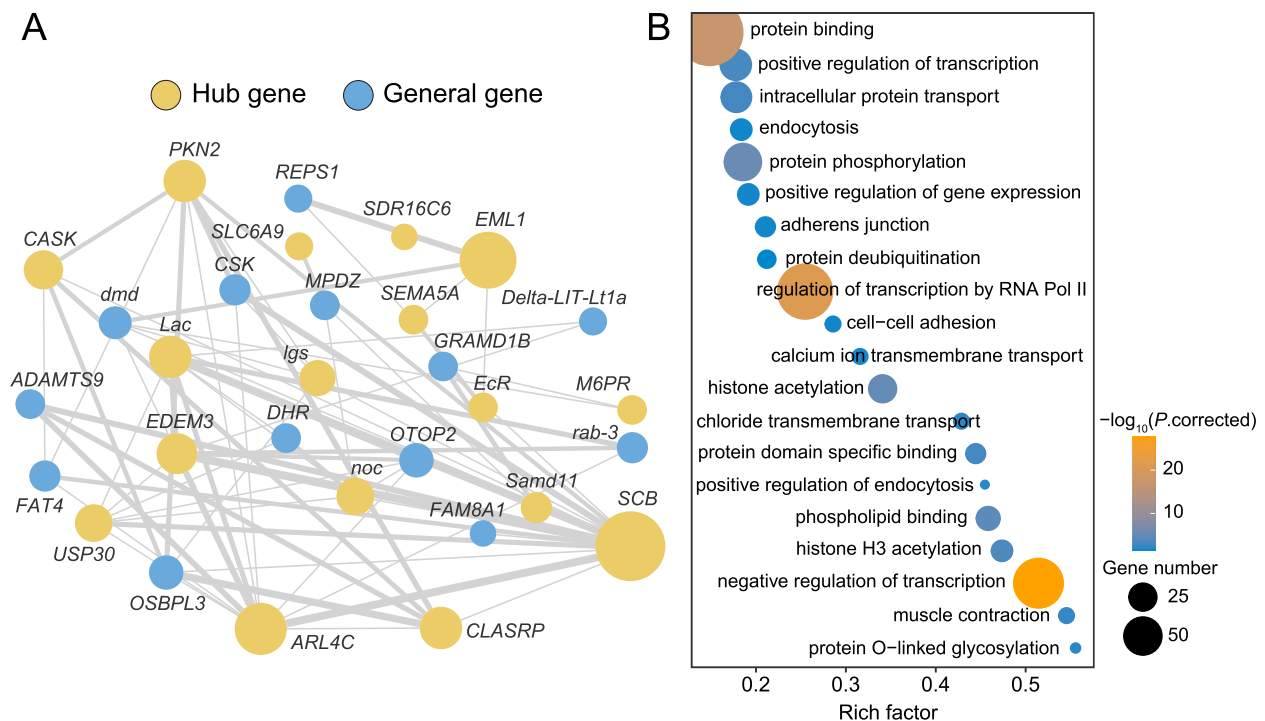 A
Hub gene
General gene
PKN2
REPS1
SDR16C6
EML1
SLC6A9
CASK
CSK
MPDZ
SEMA5A
Delta-LIT-Lt1a
dmd
Lac
GRAMD1B
lgs
ADAMTS9
EcR
M6PR
EDEM3
DHR
OTOP2
rab-3
noc
Samd11
SCB
FAT4
FAM8A1
USP30
OSBPL3
ARL4C
CLASRP
B
protein binding
positive regulation of transcription
intracellular protein transport
endocytosis
protein phosphorylation
positive regulation of gene expression
adherens junction
protein deubiquitination
regulation of transcription by RNA Pol II
cell−cell adhesion
calcium ion transmembrane transport
histone acetylation
chloride transmembrane transport
protein domain specific binding
positive regulation of endocytosis
phospholipid binding
histone H3 acetylation
negative regulation of transcription
muscle contraction
protein O−linked glycosylation
0.2
0.3
0.4
0.5
Rich factor
−log10(P.corrected)
20
10
Gene number
25
50